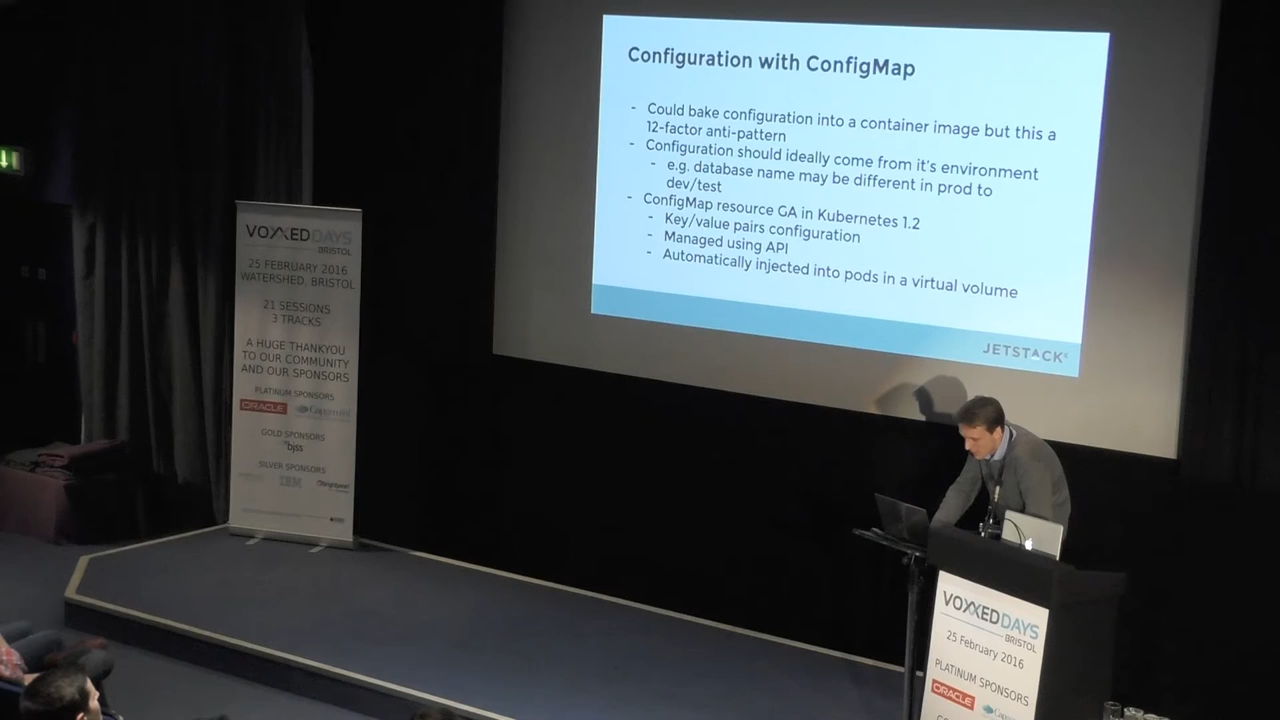 Configuration with ConfigMap
- Could bake configuration into a container image but this a
12-factor anti-pattern
- Configuration should ideally come from it's environment
- e.g. database name may be different in prod to
dev/test
- ConfigMap resource GA in Kubernetes 1.2
- Key/value pairs configuration
- Managed using API
- Automatically injected into pods in a virtual volume
JETSTACK
VOXXED DAYS
BRISTOL
25 FEBRUARY 2016
WATERSHED, BRISTOL
21 SESSIONS
3 TRACKS
A HUGE THANKYOU
TO OUR COMMUNITY
AND OUR SPONSORS
PLATINUM SPONSORS
ORACLE Capgemini
GOLD SPONSORS
bjss
SILVER SPONSORS
IBM
VOXXED DAYS
BRISTOL
25 February 2016
PLATINUM SPONSORS
ORACLE